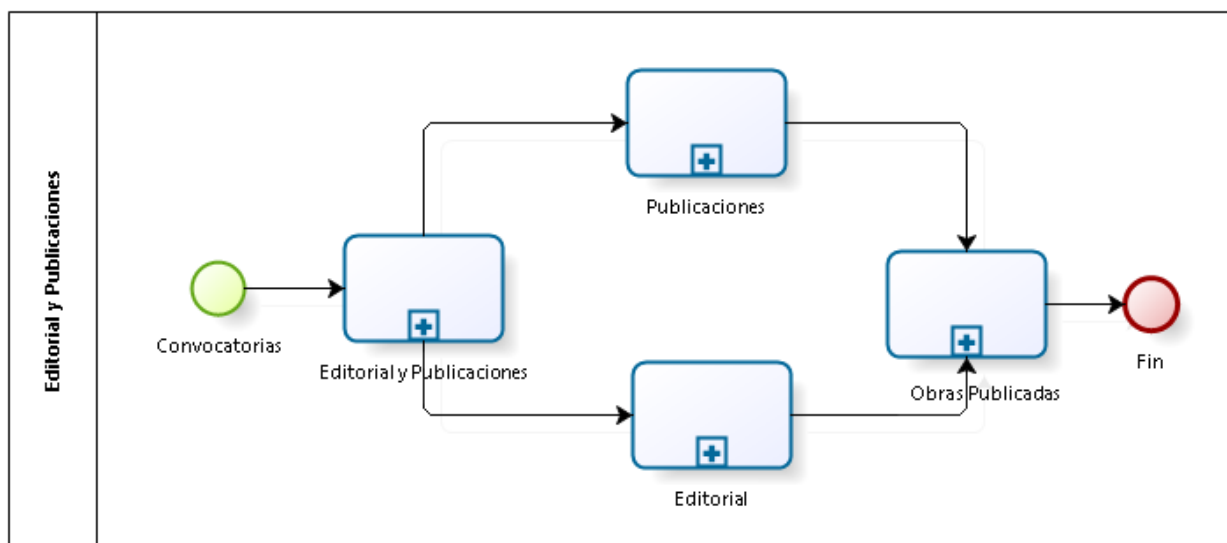 Editorial y Publicaciones
Convocatorias
Editorial y Publicaciones
Publicaciones
Editorial
Obras Publicadas
Fin